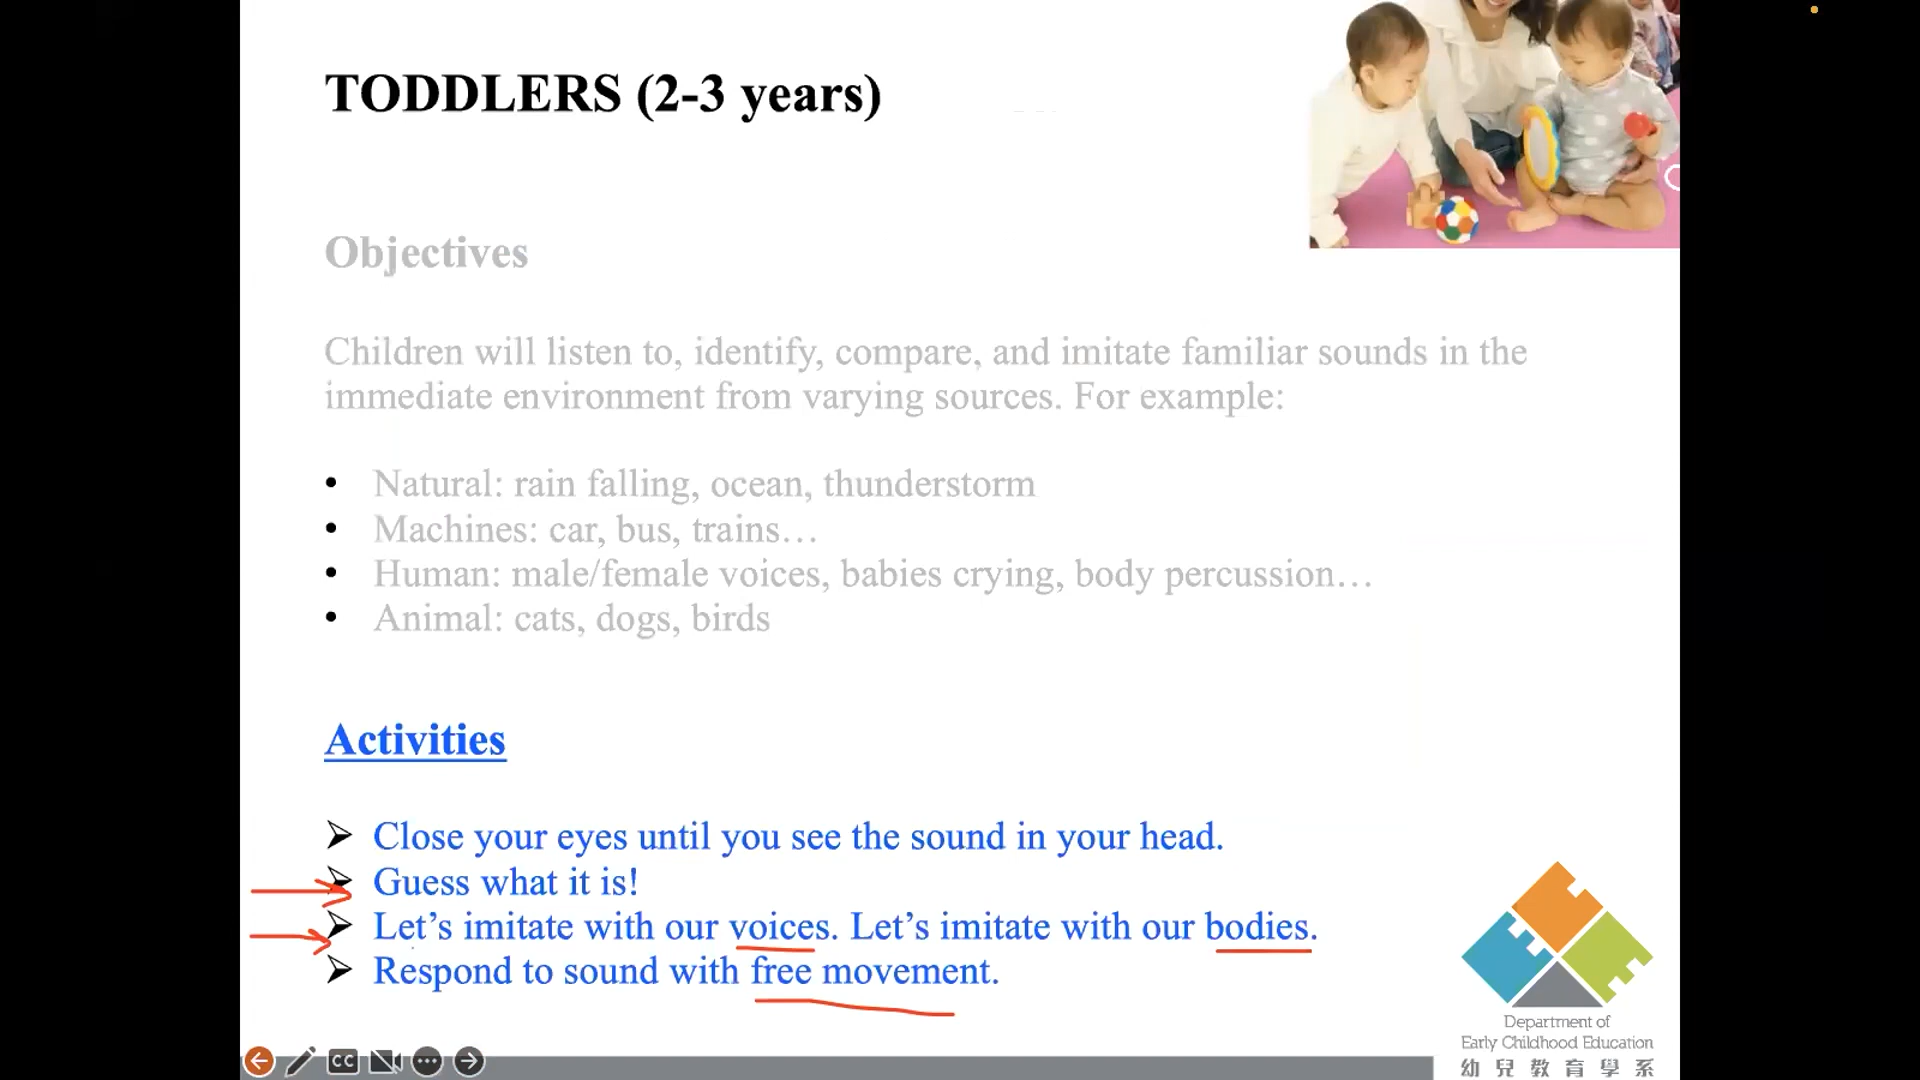 TODDLERS (2-3 years)
Objectives
Children will listen to, identify, compare, and imitate familiar sounds in the
immediate environment from varying sources. For example:
• Natural: rain falling, ocean, thunderstorm
• Machines: car, bus, trains…
• Human: male/female voices, babies crying, body percussion…
• Animal: cats, dogs, birds
Activities
➢ Close your eyes until you see the sound in your head.
➢ Guess what it is!
➢ Let’s imitate with our voices. Let’s imitate with our bodies.
➢ Respond to sound with free movement.
Department of
Early Childhood Education
幼兒教育學系
CC